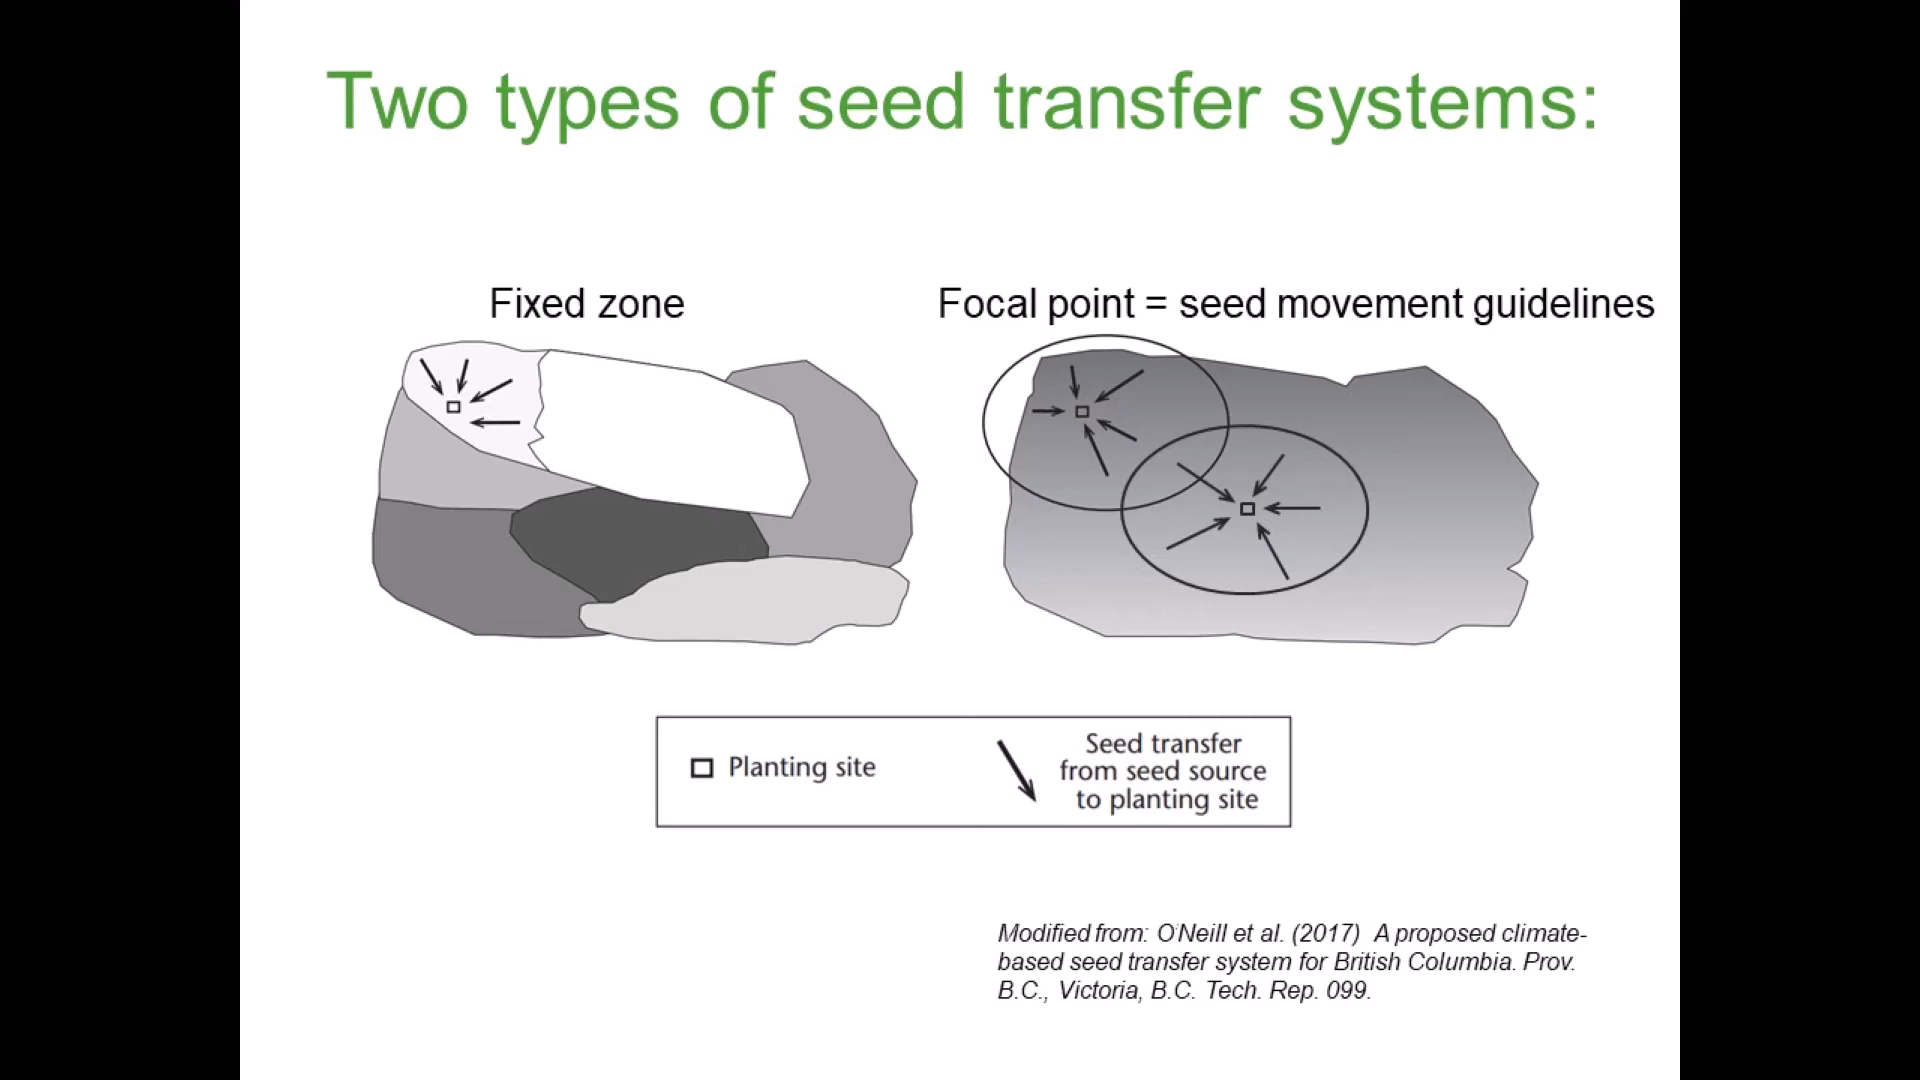 Two types of seed transfer systems:
Fixed zone
Focal point = seed movement guidelines
Planting site
Seed transfer
from seed source
to planting site
Modified from: O'Neill et al. (2017) A proposed climate-
based seed transfer system for British Columbia. Prov.
B.C., Victoria, B.C. Tech. Rep. 099.